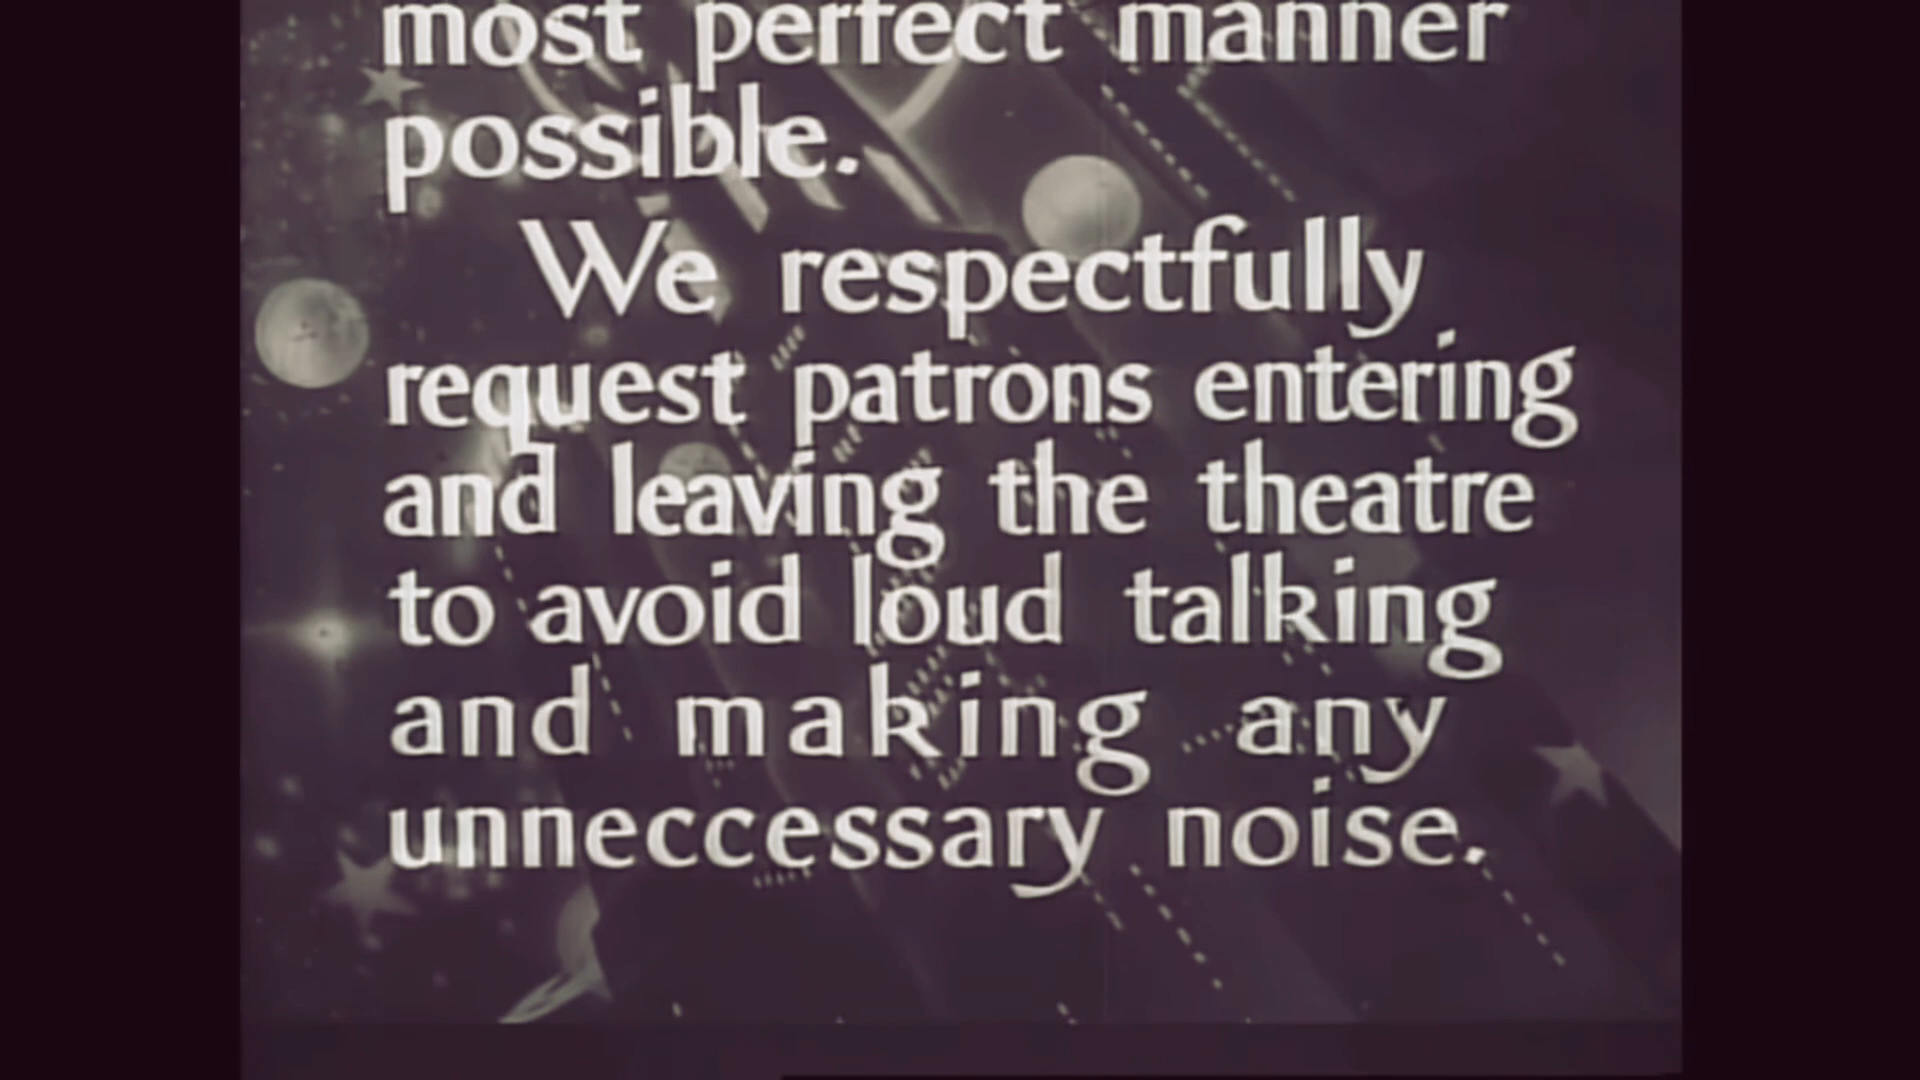 most perfect manner
possible.
We respectfully
request patrons entering
and leaving the theatre
to avoid loud talking
and making any
unneccessary noise.